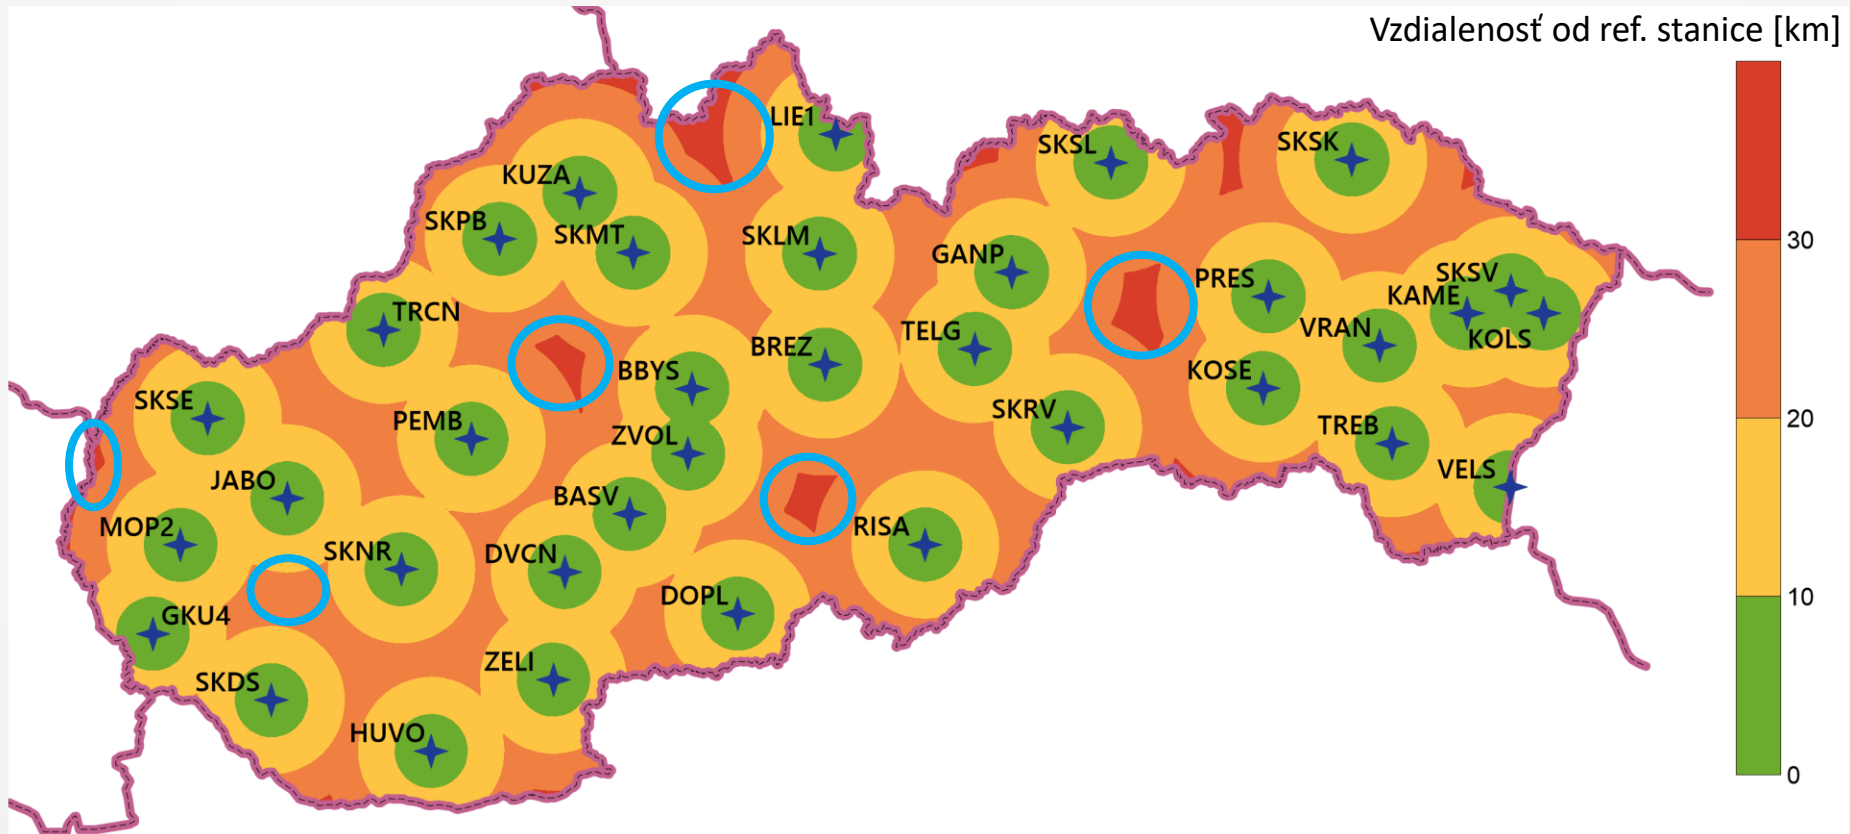 Vzdialenosť od ref. stanice [km]
LIE1
SKSL
SKSK
KUZA
SKPB
SKMT
SKLM
GANP
PRES
SKSV
KAME
KOLS
30
TRCN
BBYS
BREZ
TELG
VRAN
KOSE
SKSE
PEMB
ZVOL
SKRV
TREB
20
JABO
BASV
VELS
MOP2
SKNR
DVCN
RISA
GKU4
DOPL
10
SKDS
ZELI
HUVO
0